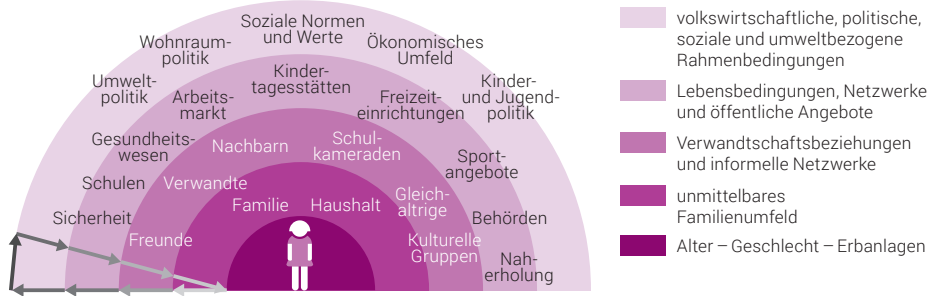 Soziale Normen
und Werte
Wohnraum-
politik
Ökonomisches
Umfeld
Umwelt-
politik
Kinder-
und Jugend-
politik
Kinder-
tagesstätten
Arbeits-
markt
Freizeit-
einrichtungen
Gesundheits-
wesen
Sport-
angebote
Schulen
Sicherheit
Behörden
Nah-
erholung
Nachbarn
Schul-
kameraden
Verwandte
Gleich-
altrige
Freunde
Kulturelle
Gruppen
Familie
Haushalt
volkswirtschaftliche, politische,
soziale und umweltbezogene
Rahmenbedingungen
Lebensbedingungen, Netzwerke
und öffentliche Angebote
Verwandtschaftsbeziehungen
und informelle Netzwerke
unmittelbares
Familienumfeld
Alter – Geschlecht – Erbanlagen